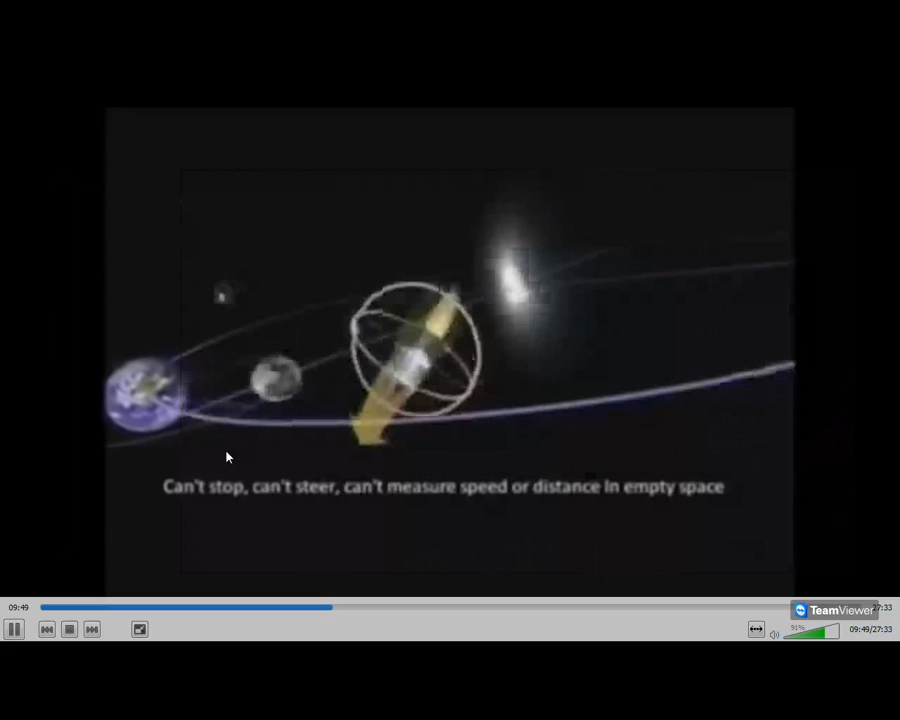 Can't stop, can't steer, can't measure speed or distance In empty space
09:49
27:33
TeamViewer
91%
09:49/27:33